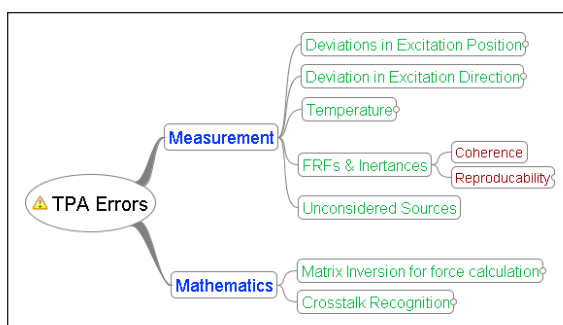 TPA Errors
Measurement
Deviations in Excitation Position
Deviation in Excitation Direction
Temperature
FRFs & Inertances
Coherence
Reproducability
Unconsidered Sources
Mathematics
Matrix Inversion for force calculation
Crosstalk Recognition